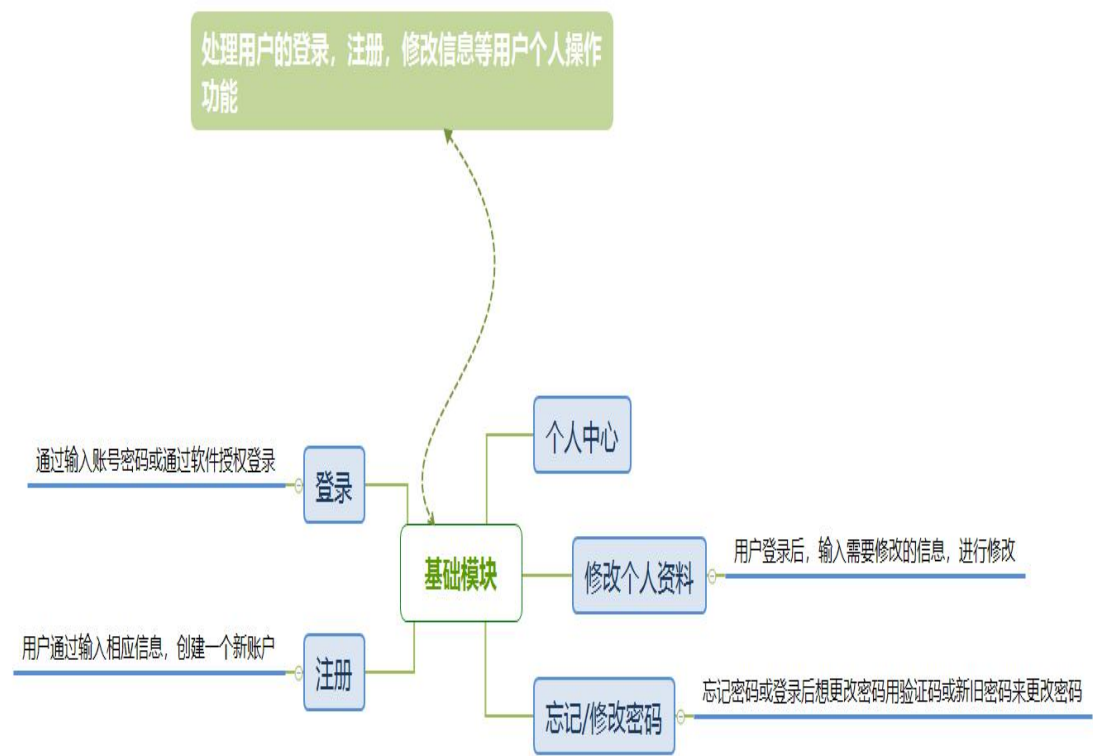 处理用户的登录，注册，修改信息等用户个人操作
功能
个人中心
通过输入账号密码或通过软件授权登录
登录
基础模块
修改个人资料
用户登录后，输入需要修改的信息，进行修改
用户通过输入相应信息，创建一个新账户
注册
忘记/修改密码
忘记密码或登录后想更改密码用验证码或新旧密码来更改密码